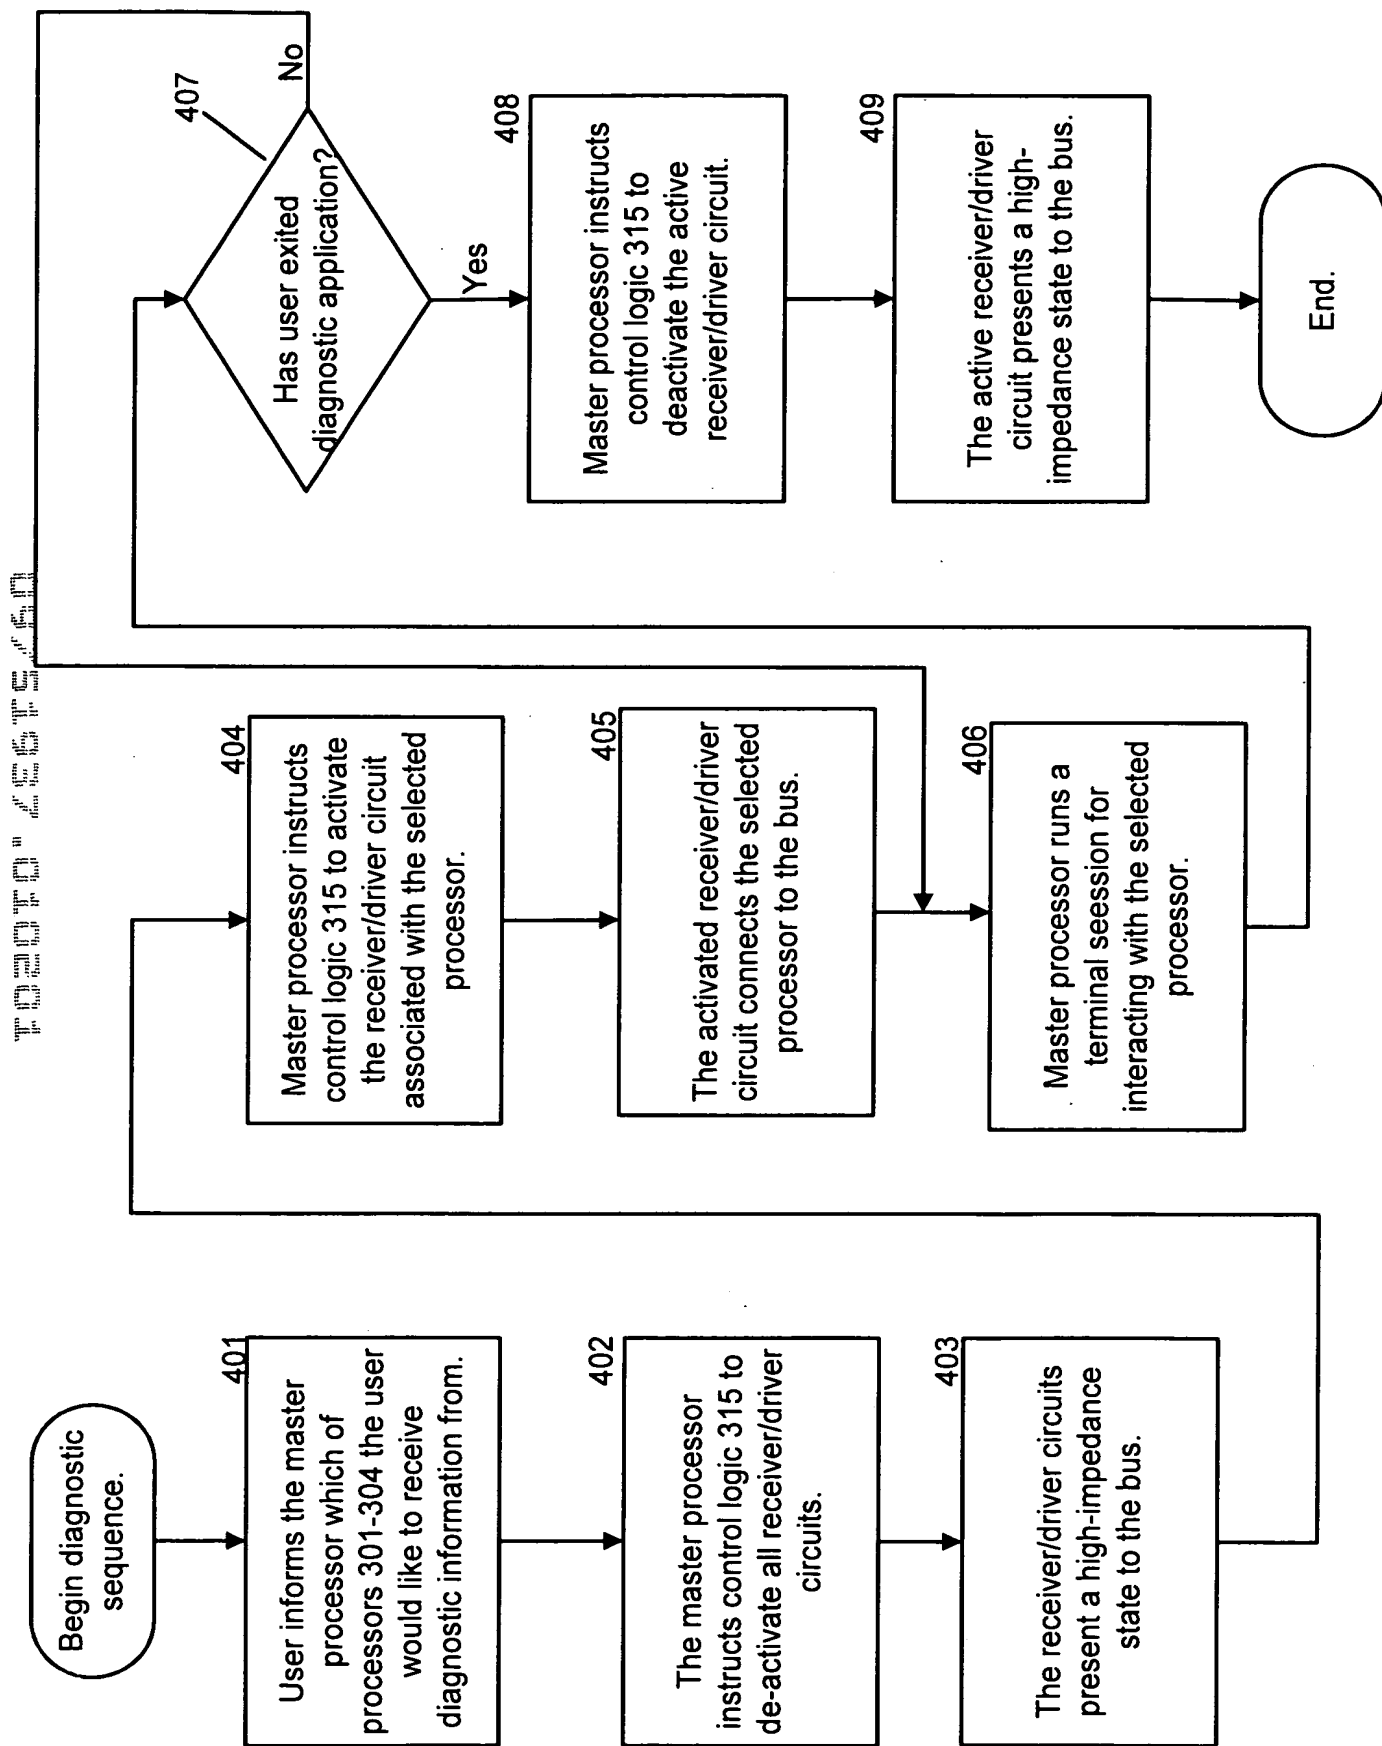 Begin diagnostic
sequence.
401
User informs the master
processor which of
processors 301-304 the user
would like to receive
diagnostic information from.
402
The master processor
instructs control logic 315 to
de-activate all receiver/driver
circuits.
403
The receiver/driver circuits
present a high-impedance
state to the bus.
404
Master processor instructs
control logic 315 to activate
the receiver/driver circuit
associated with the selected
processor.
405
The activated receiver/driver
circuit connects the selected
processor to the bus.
406
Master processor runs a
terminal seession for
interacting with the selected
processor.
407
Has user exited
diagnostic application?
No
Yes
408
Master processor instructs
control logic 315 to
deactivate the active
receiver/driver circuit.
409
The active receiver/driver
circuit presents a high-
impedance state to the bus.
End.